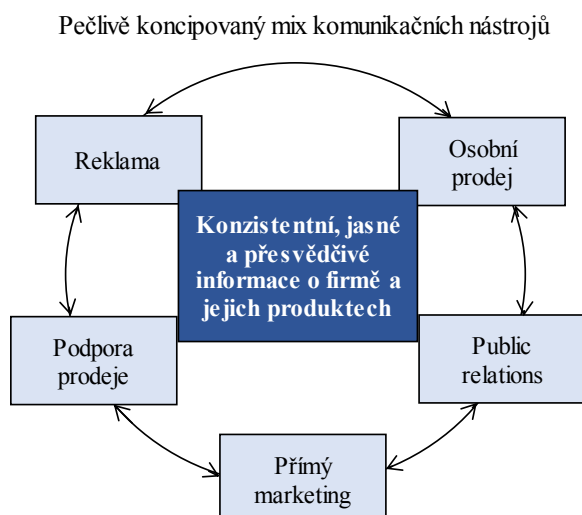 Pečlivě koncipovaný mix komunikačních nástrojů
Reklama
Osobní
prodej
Konzistentní, jasné
a přesvědčivé
informace o firmě a
jejich produktech
Podpora
prodeje
Public
relations
Přímý
marketing